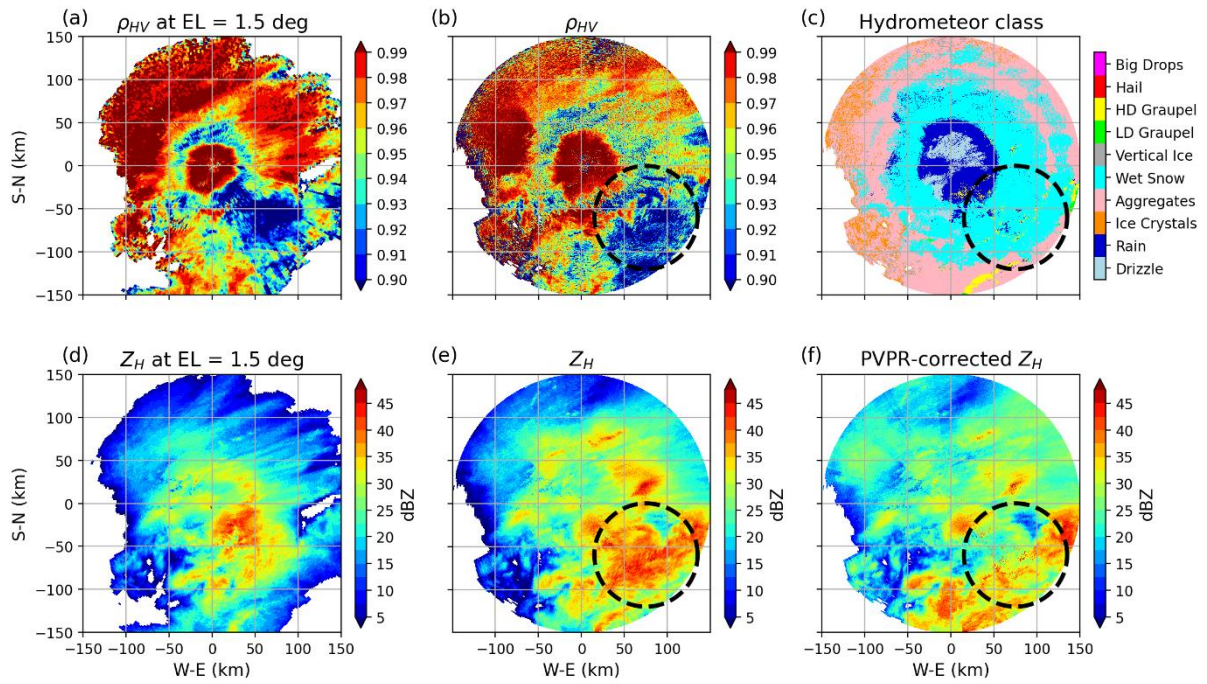 (a) ρHV at EL = 1.5 deg
(b) ρHV
(c) Hydrometeor class
150
100
50
0
−50
−100
−150
S-N (km)
0.99
0.98
0.97
0.96
0.95
0.94
0.93
0.92
0.91
0.90
0.99
0.98
0.97
0.96
0.95
0.94
0.93
0.92
0.91
0.90
Big Drops
Hail
HD Graupel
LD Graupel
Vertical Ice
Wet Snow
Aggregates
Ice Crystals
Rain
Drizzle
(d) ZH at EL = 1.5 deg
(e) ZH
(f) PVPR-corrected ZH
150
100
50
0
−50
−100
−150
S-N (km)
45
40
35
30
25
20
15
10
5
dBZ
45
40
35
30
25
20
15
10
5
dBZ
45
40
35
30
25
20
15
10
5
dBZ
−150 −100 −50 0 50 100 150
−100 −50 0 50 100
−100 −50 0 50 100 150
W-E (km)
W-E (km)
W-E (km)